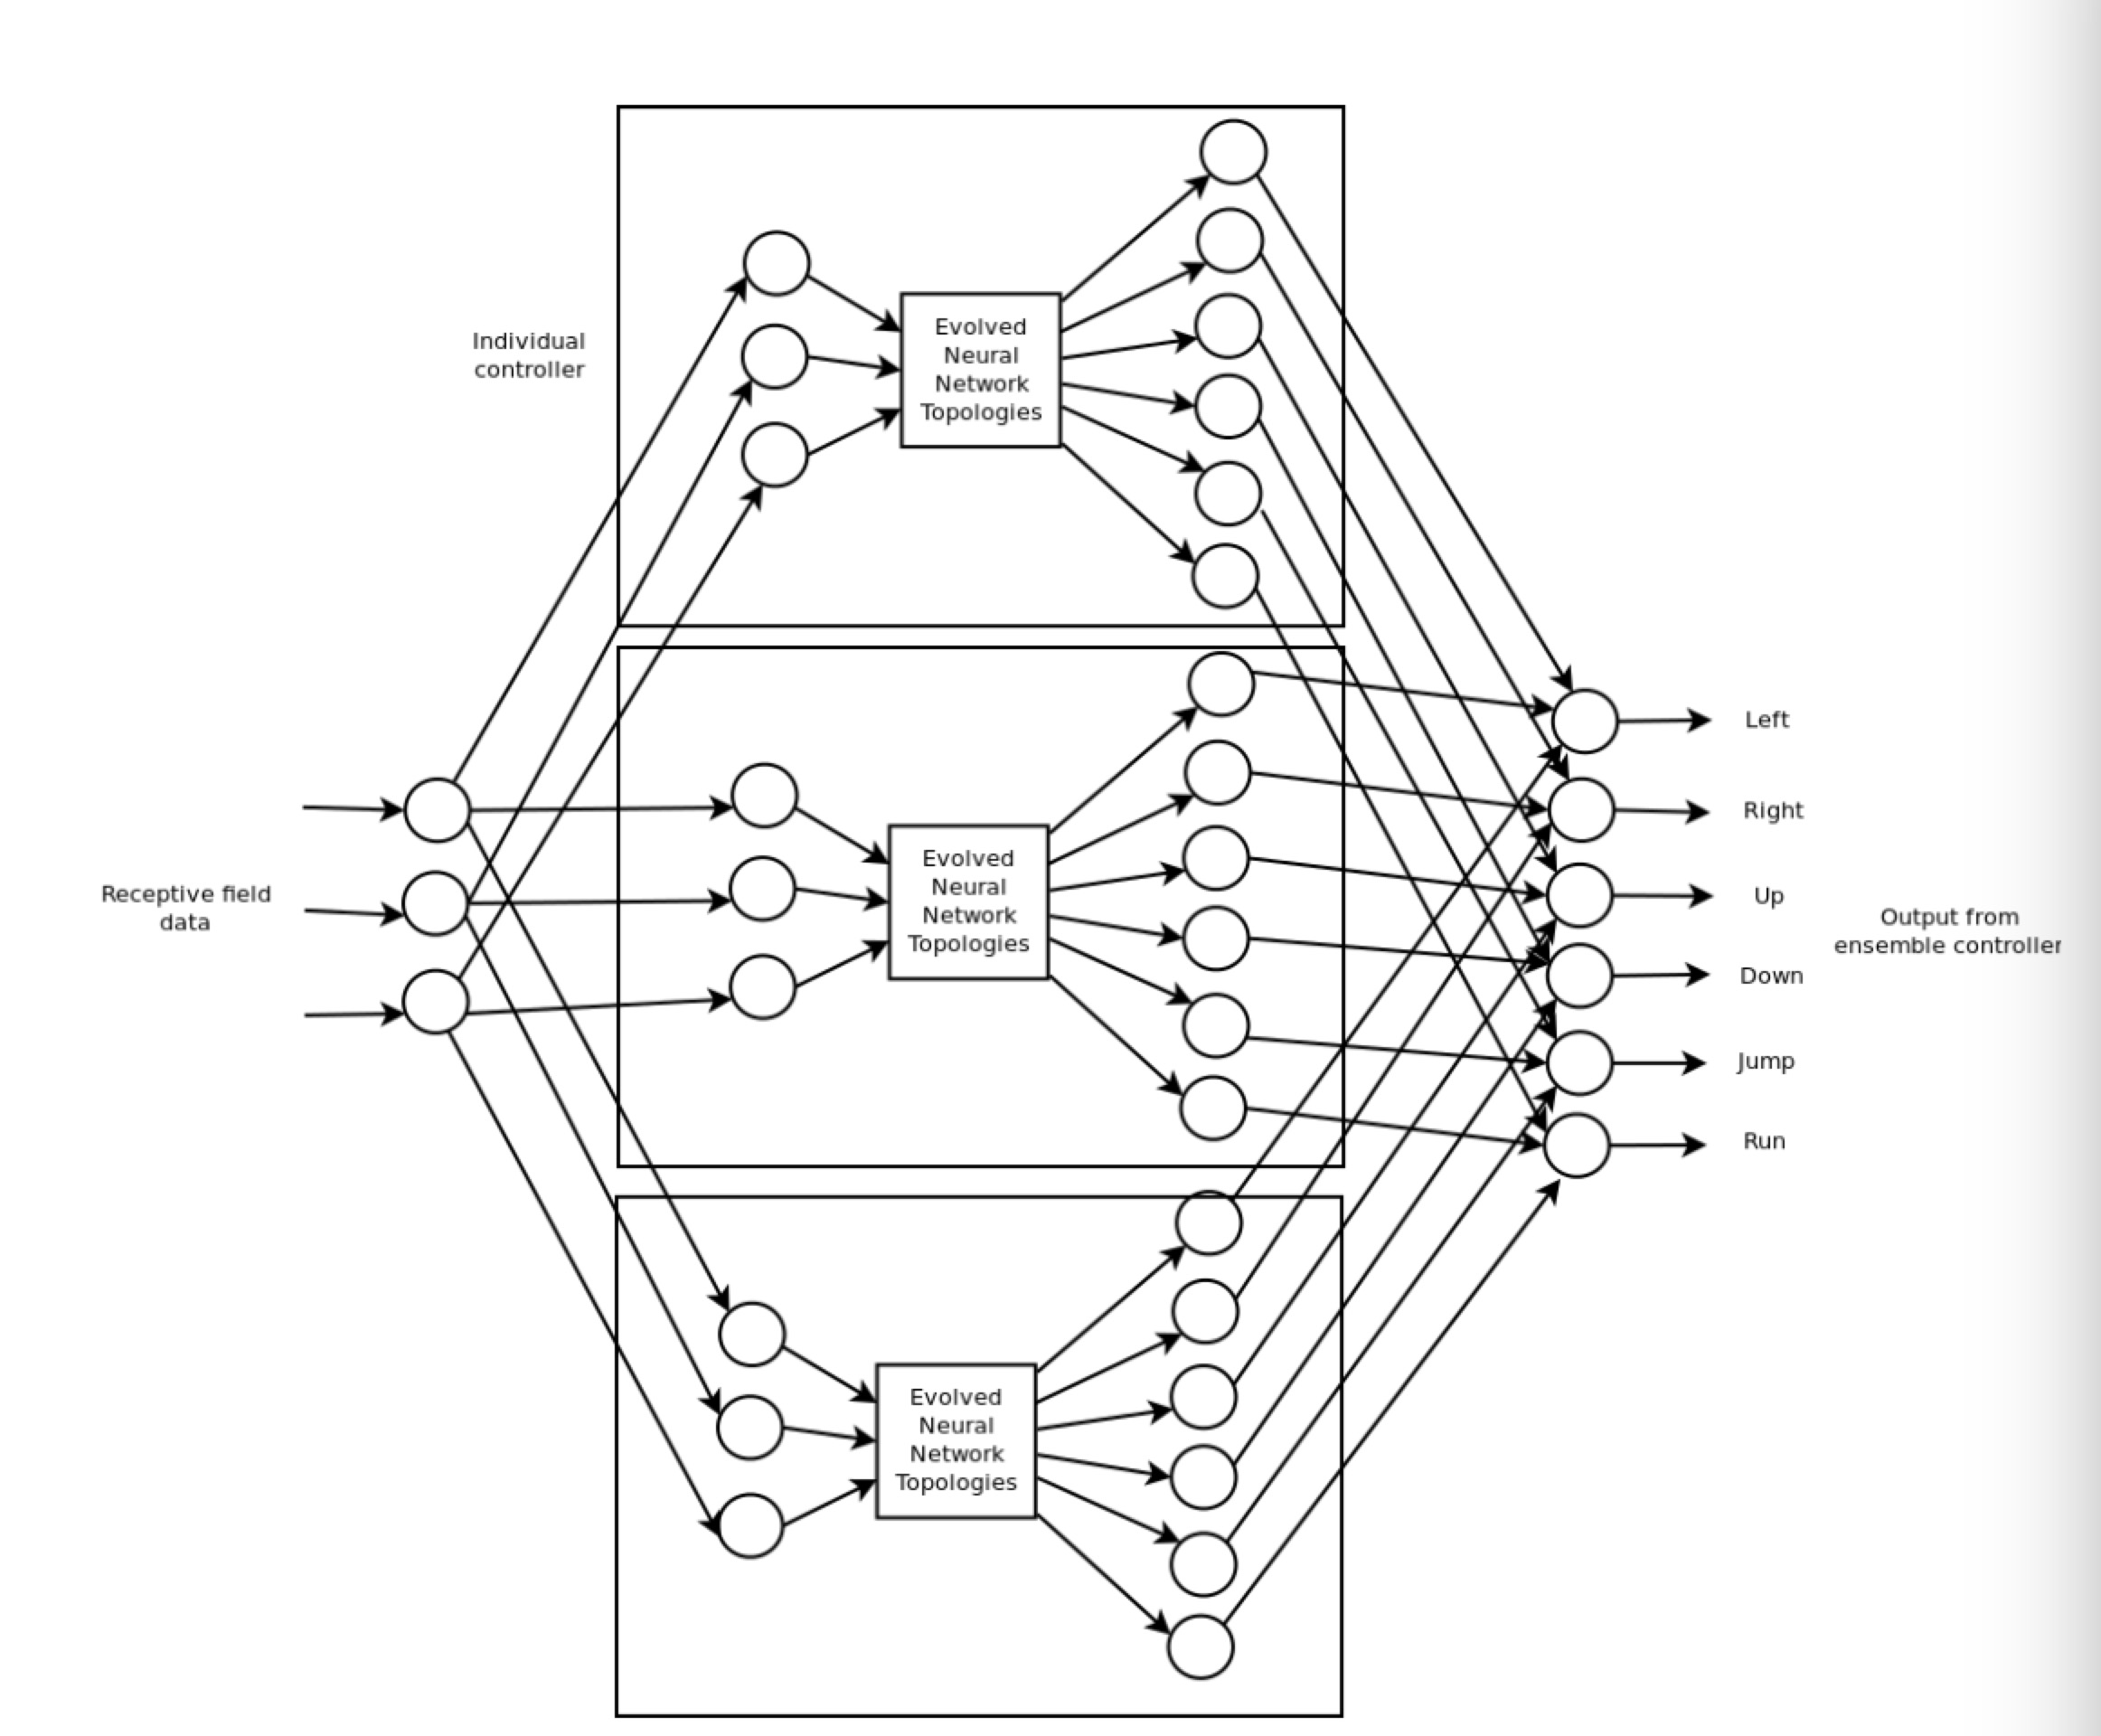 Individual
controller
Evolved
Neural
Network
Topologies
Receptive field
data
Evolved
Neural
Network
Topologies
Left
Right
Up
Down
Jump
Run
Output from
ensemble controller
Evolved
Neural
Network
Topologies